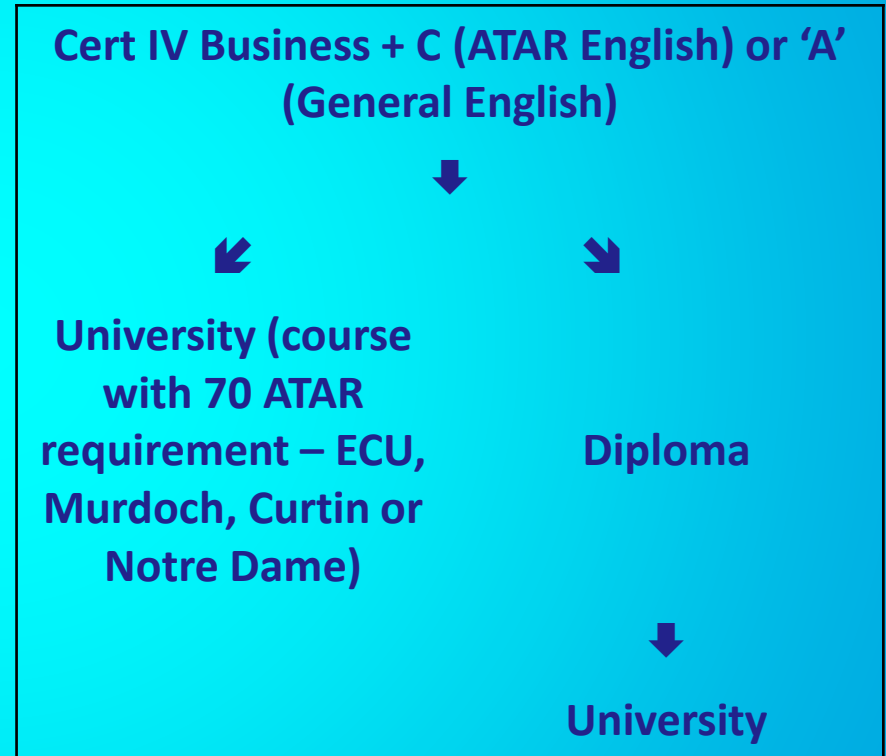 Cert IV Business + C (ATAR English) or ‘A’
(General English)
University (course
with 70 ATAR
requirement – ECU,
Murdoch, Curtin or
Notre Dame)
Diploma
University